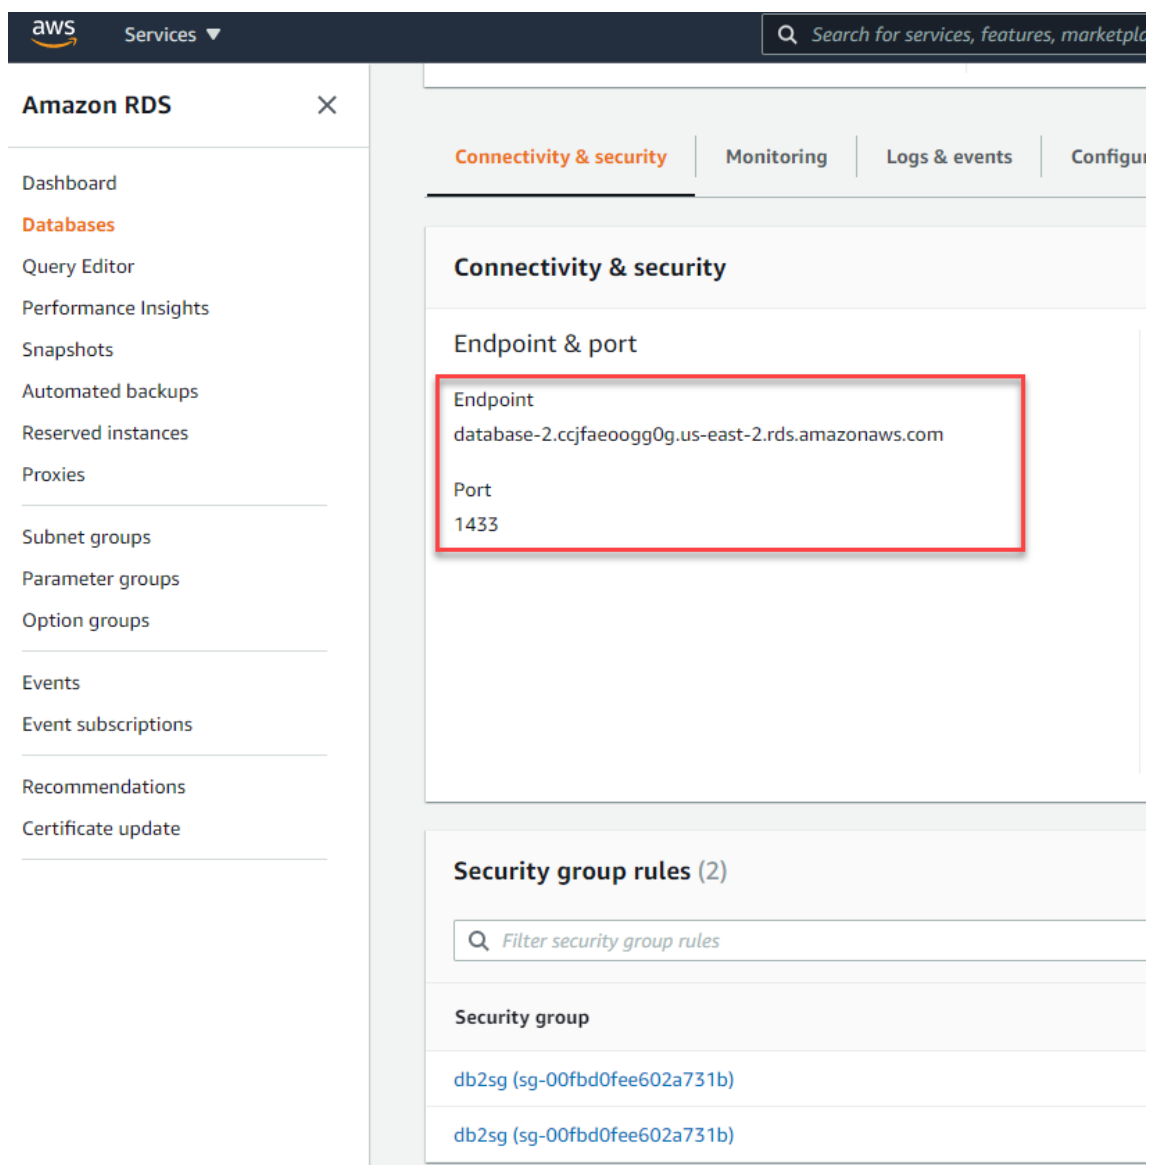 aws
Services ▼
Search for services, features, marketpla
Amazon RDS
Dashboard
Databases
Query Editor
Performance Insights
Snapshots
Automated backups
Reserved instances
Proxies
Subnet groups
Parameter groups
Option groups
Events
Event subscriptions
Recommendations
Certificate update
Connectivity & security
Monitoring
Logs & events
Configur
Connectivity & security
Endpoint & port
Endpoint
database-2.ccjfaeoogg0g.us-east-2.rds.amazonaws.com
Port
1433
Security group rules (2)
Filter security group rules
Security group
db2sg (sg-00fbd0fee602a731b)
db2sg (sg-00fbd0fee602a731b)